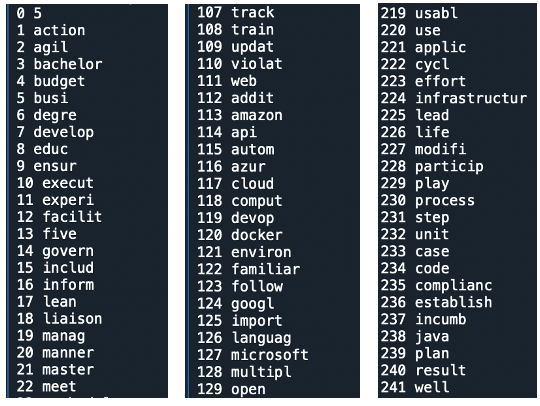 0 5
1 action
2 agil
3 bachelor
4 budget
5 busi
6 degre
7 develop
8 educ
9 ensur
10 execut
11 experi
12 facilit
13 five
14 govern
15 includ
16 inform
17 lean
18 liaison
19 manag
20 manner
21 master
22 meet
107 track
108 train
109 updat
110 violat
111 web
112 addit
113 amazon
114 api
115 autom
116 azur
117 cloud
118 comput
119 devop
120 docker
121 environ
122 familiar
123 follow
124 googl
125 import
126 languag
127 microsoft
128 multipl
129 open
219 usabl
220 use
221 applic
222 cycl
223 effort
224 infrastructur
225 lead
226 life
227 modifi
228 particip
229 play
230 process
231 step
232 unit
233 case
234 code
235 complianc
236 establish
237 incumb
238 java
239 plan
240 result
241 well